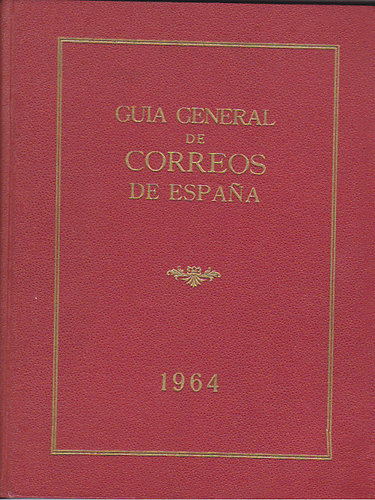 GUIA GENERAL
DE
CORREOS
DE ESPAÑA
1964